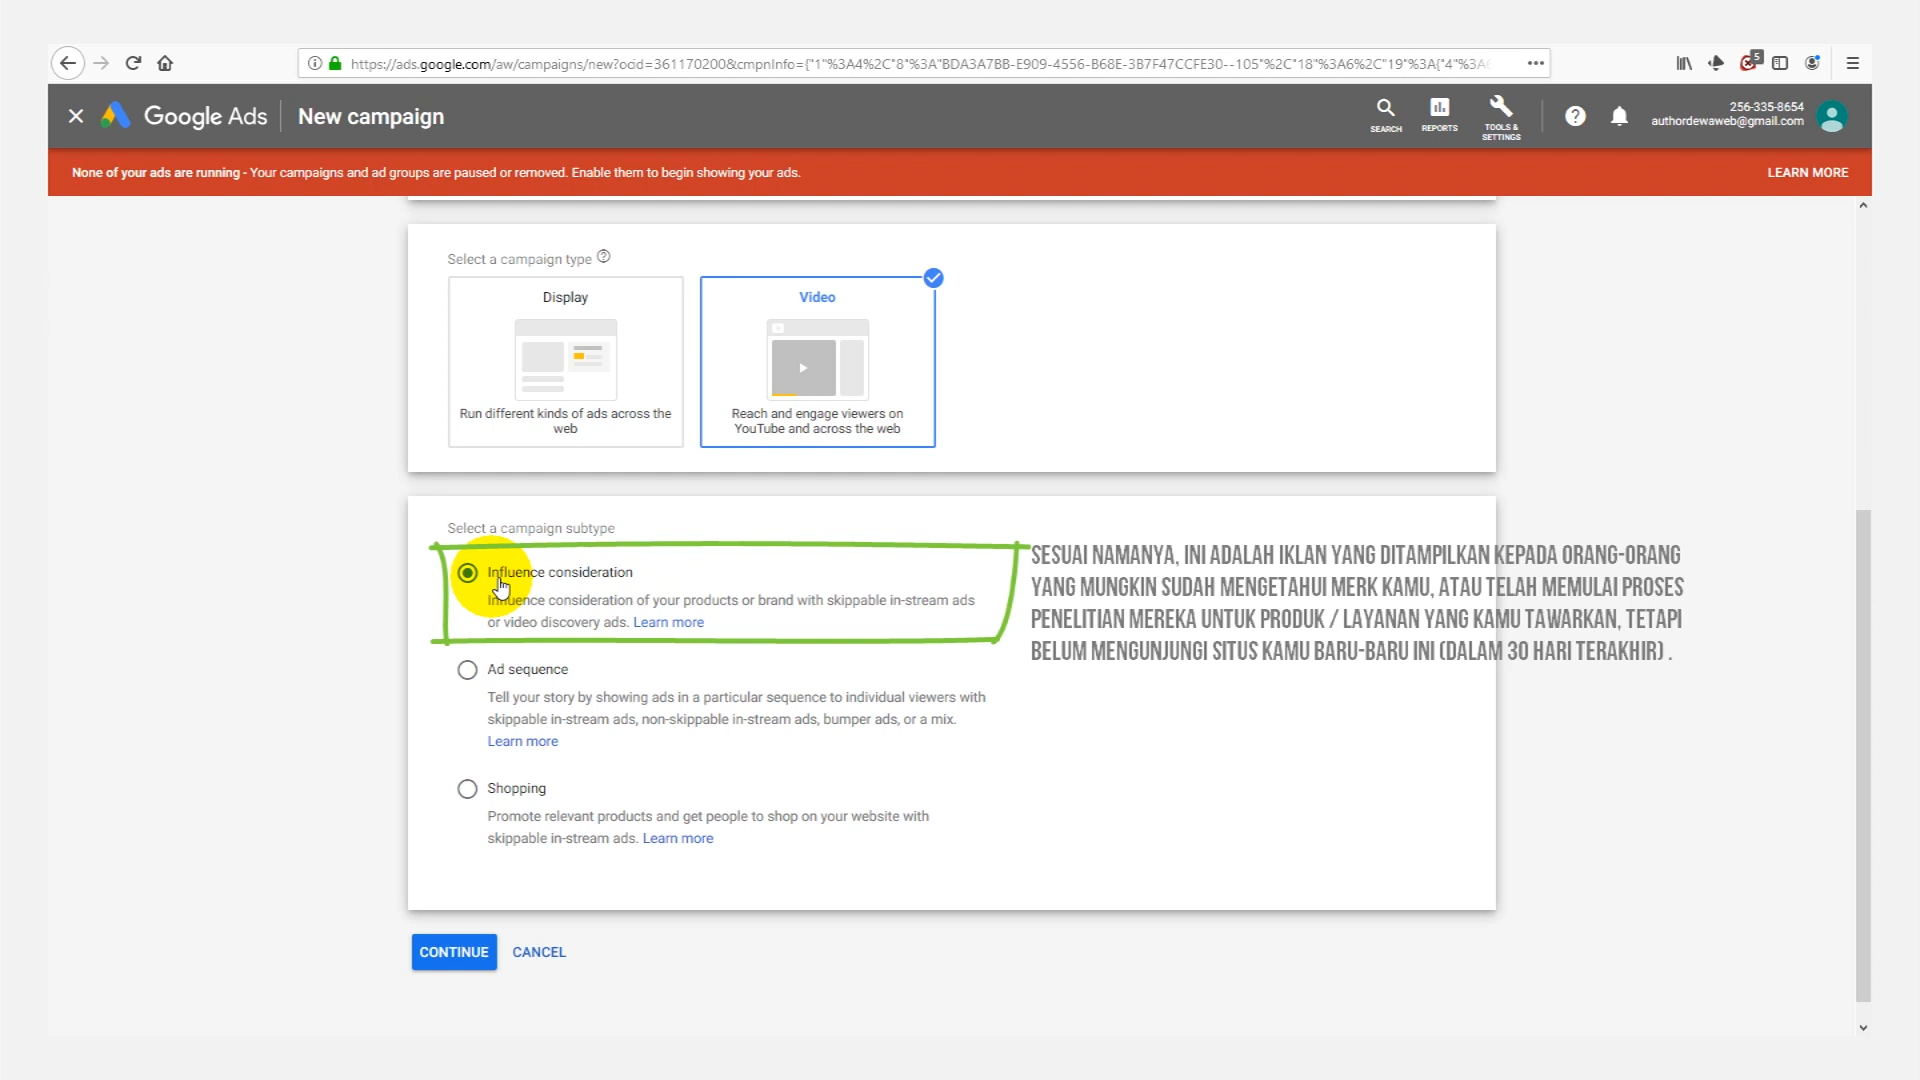 https://ads.google.com/aw/campaigns/new?ocid=361170200&cmpnInfo={"1"%3A4%2C"8"%3A"BDA3A7BB-E909-4556-B68E-3B7F47CCFE30--105"%2C"18"%3A6%2C"19"%3A{"4"%3A
5
Google Ads
New campaign
SEARCH
REPORTS
TOOLS & SETTINGS
256-335-8654
authordewaweb@gmail.com
None of your ads are running - Your campaigns and ad groups are paused or removed. Enable them to begin showing your ads.
LEARN MORE
Select a campaign type
Display
Run different kinds of ads across the
web
Video
Reach and engage viewers on
YouTube and across the web
Select a campaign subtype
Influence consideration
Influence consideration of your products or brand with skippable in-stream ads
or video discovery ads. Learn more
SESUAI NAMANYA, INI ADALAH IKLAN YANG DITAMPILKAN KEPADA ORANG-ORANG
YANG MUNGKIN SUDAH MENGETAHUI MERK KAMU, ATAU TELAH MEMULAI PROSES
PENELITIAN MEREKA UNTUK PRODUK / LAYANAN YANG KAMU TAWARKAN, TETAPI
BELUM MENGUNJUNGI SITUS KAMU BARU-BARU INI (DALAM 30 HARI TERAKHIR) .
Ad sequence
Tell your story by showing ads in a particular sequence to individual viewers with
skippable in-stream ads, non-skippable in-stream ads, bumper ads, or a mix.
Learn more
Shopping
Promote relevant products and get people to shop on your website with
skippable in-stream ads. Learn more
CONTINUE
CANCEL